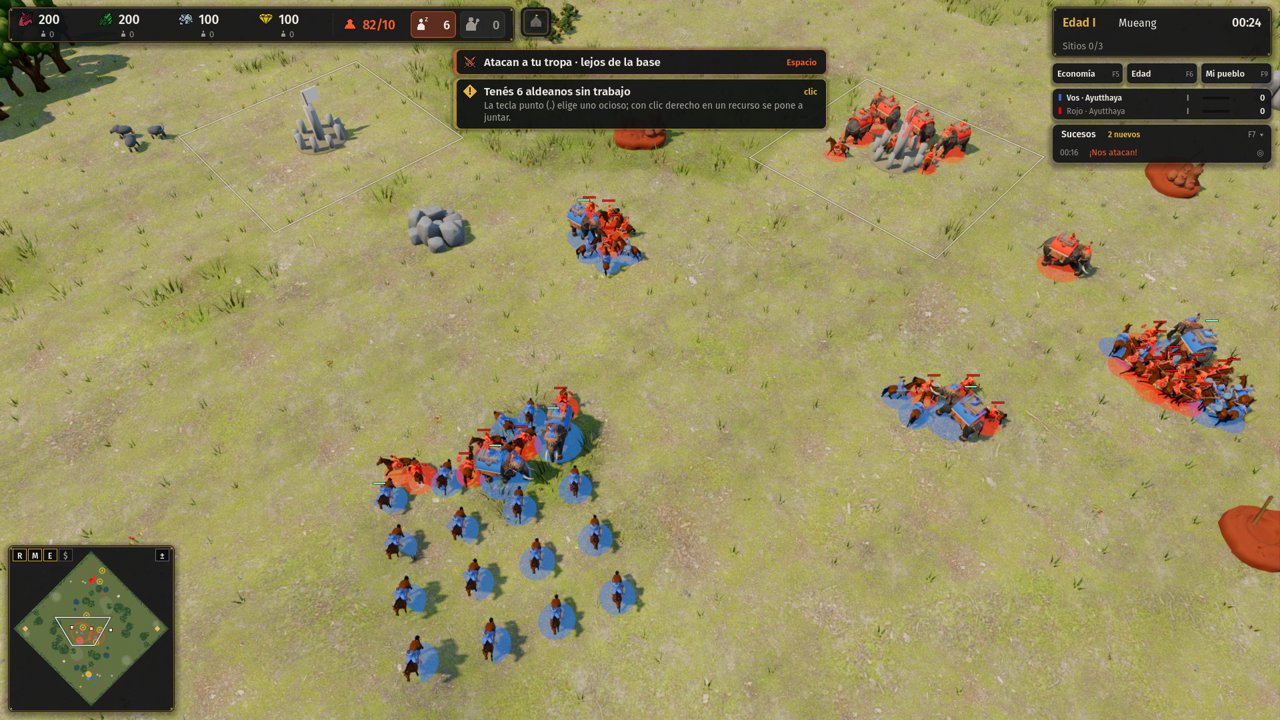 200
200
100
100
82/10
6
0
0
0
0
0
Atacan a tu tropa · lejos de la base
Espacio
Tenés 6 aldeanos sin trabajo
clic
La tecla punto (.) elige uno ocioso; con clic derecho en un recurso se pone a
juntar.
Edad I
Mueang
00:24
Sitios 0/3
Economía F5
Edad F6
Mi pueblo F9
Vos · Ayutthaya I 0
Rojo · Ayutthaya I 0
Sucesos 2 nuevos F7
00:16 ¡Nos atacan!
R M E $ ±